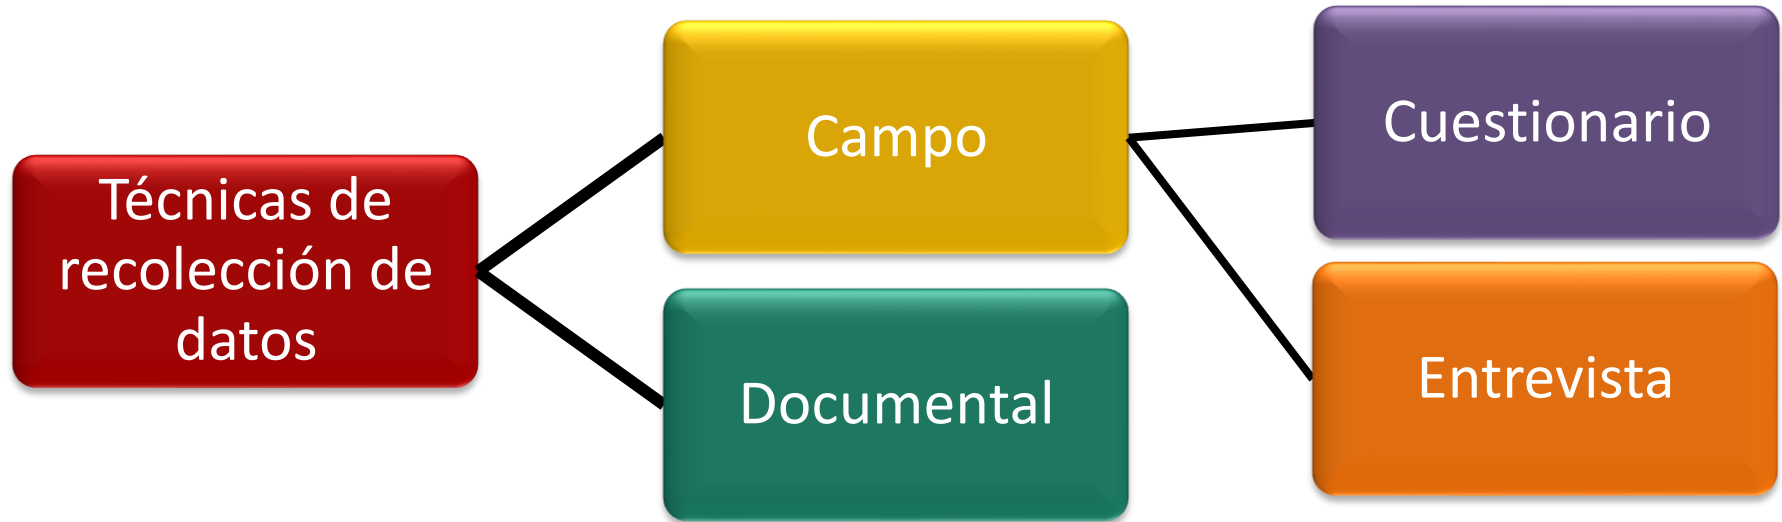 Técnicas de
recolección de
datos
Campo
Documental
Cuestionario
Entrevista